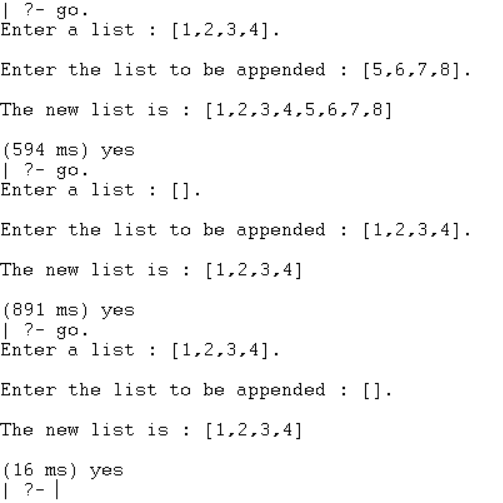 | ?- go.
Enter a list : [1,2,3,4].
Enter the list to be appended : [5,6,7,8].
The new list is : [1,2,3,4,5,6,7,8]
(594 ms) yes
| ?- go.
Enter a list : [].
Enter the list to be appended : [1,2,3,4].
The new list is : [1,2,3,4]
(891 ms) yes
| ?- go.
Enter a list : [1,2,3,4].
Enter the list to be appended : [].
The new list is : [1,2,3,4]
(16 ms) yes
| ?-